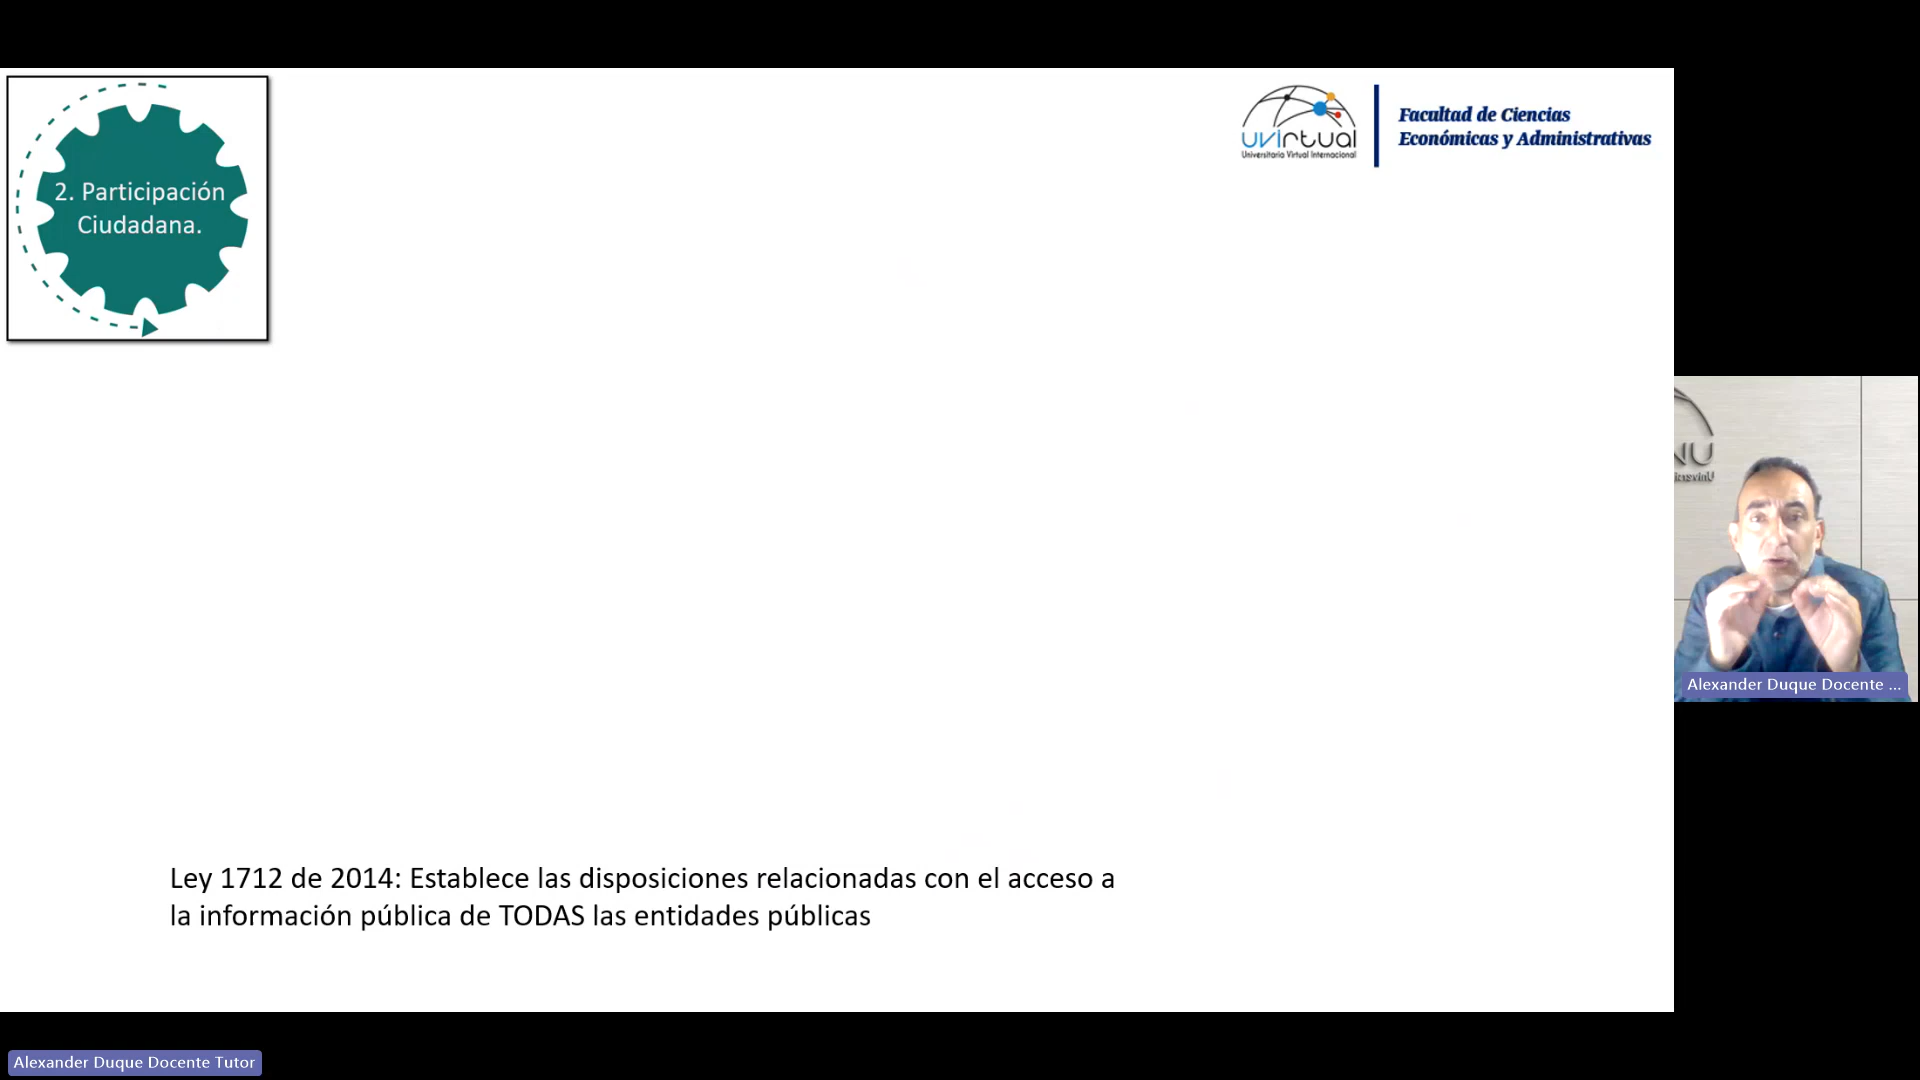 2. Participación
Ciudadana.
uvirtual
Universitaria Virtual Internacional
Facultad de Ciencias
Económicas y Administrativas
Alexander Duque Docente ...
Ley 1712 de 2014: Establece las disposiciones relacionadas con el acceso a
la información pública de TODAS las entidades públicas
Alexander Duque Docente Tutor